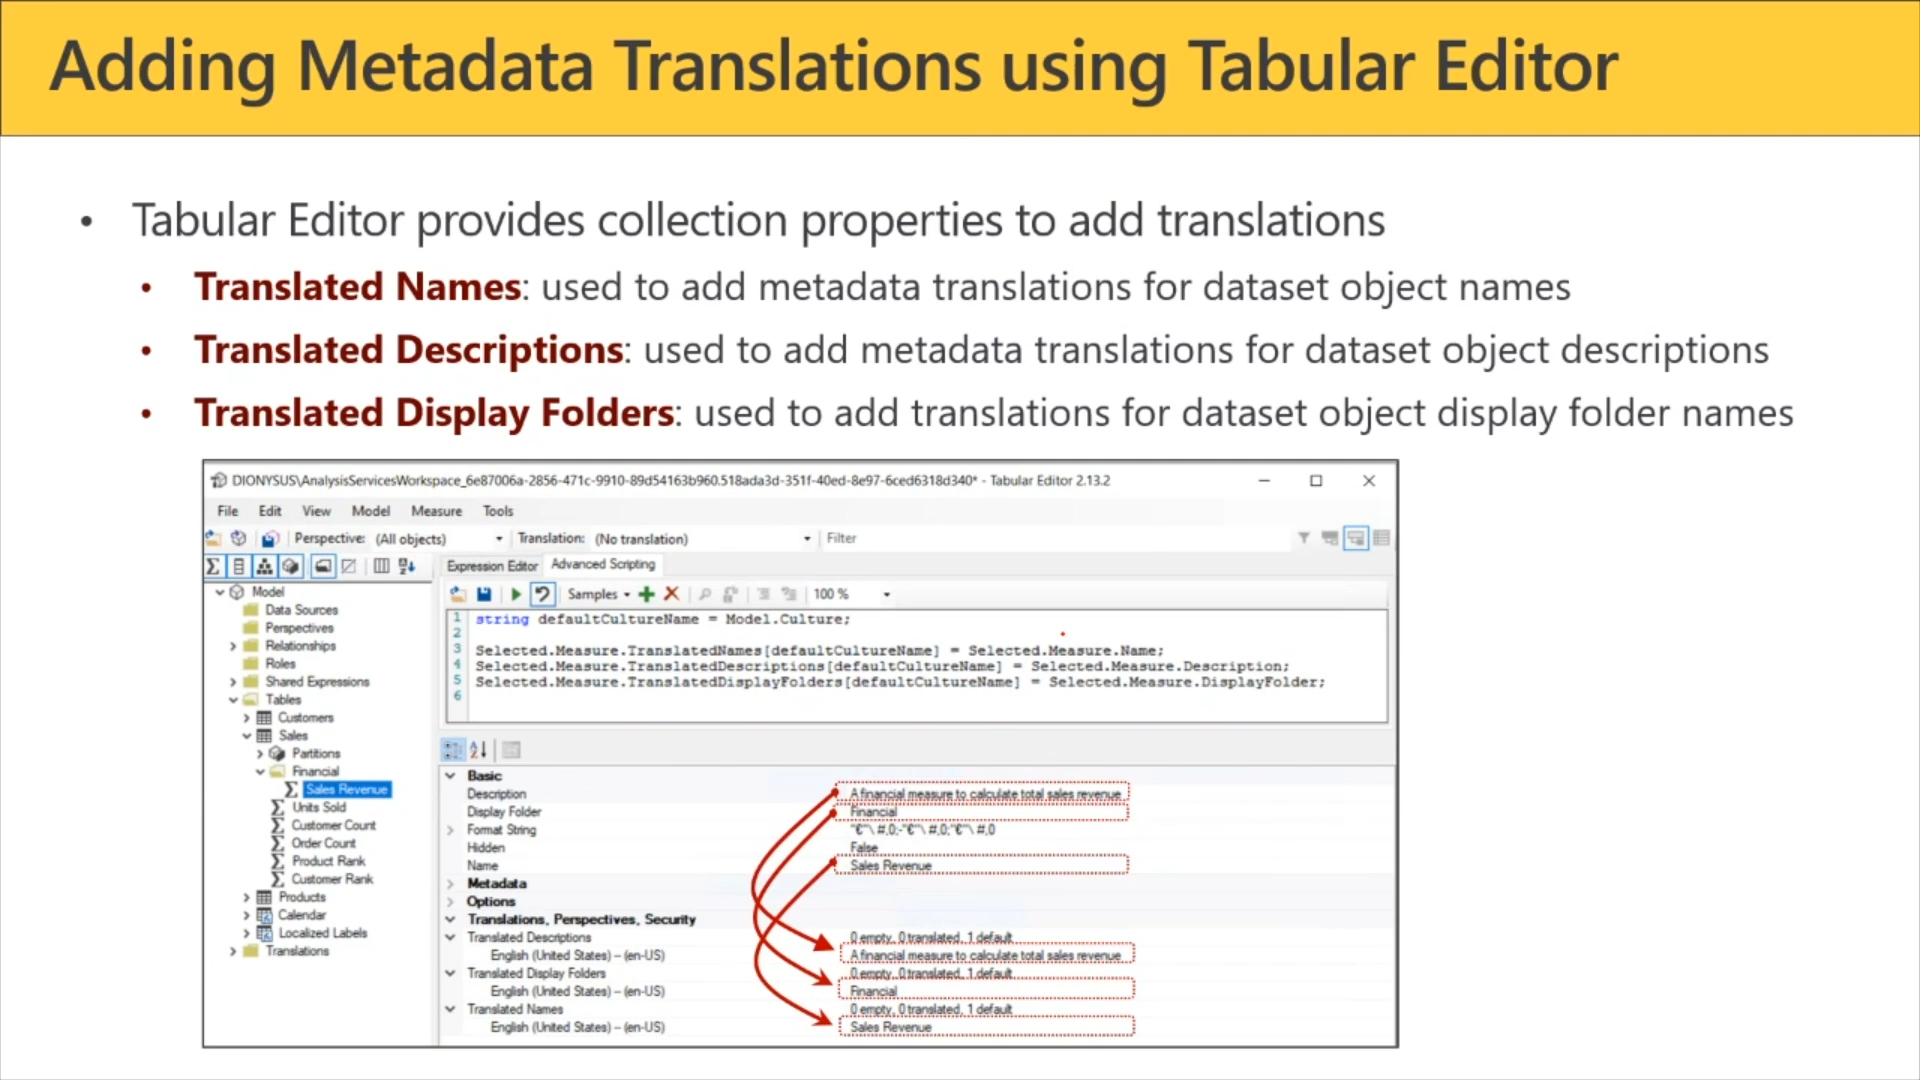 Adding Metadata Translations using Tabular Editor
• Tabular Editor provides collection properties to add translations
• Translated Names: used to add metadata translations for dataset object names
• Translated Descriptions: used to add metadata translations for dataset object descriptions
• Translated Display Folders: used to add translations for dataset object display folder names
DIONYSUS\AnalysisServicesWorkspace_6e87006a-2856-471c-9910-89d54163b960.518ada3d-351f-40ed-8e97-6ced6318d340* - Tabular Editor 2.13.2
File Edit View Model Measure Tools
Perspective: (All objects) Translation: (No translation) Filter
Expression Editor Advanced Scripting
Samples 100 %
Model
Data Sources
Perspectives
Relationships
Roles
Shared Expressions
Tables
Customers
Sales
Partitions
Financial
Sales Revenue
Units Sold
Customer Count
Order Count
Product Rank
Customer Rank
Products
Calendar
Localized Labels
Translations
1 string defaultCultureName = Model.Culture;
2
3 Selected.Measure.TranslatedNames[defaultCultureName] = Selected.Measure.Name;
4 Selected.Measure.TranslatedDescriptions[defaultCultureName] = Selected.Measure.Description;
5 Selected.Measure.TranslatedDisplayFolders[defaultCultureName] = Selected.Measure.DisplayFolder;
6
Basic
Description A financial measure to calculate total sales revenue
Display Folder Financial
Format String "€"\ #,0;-"€"\ #,0;"€"\ #,0
Hidden False
Name Sales Revenue
Metadata
Options
Translations, Perspectives, Security
Translated Descriptions 0 empty, 0 translated, 1 default
English (United States) – (en-US) A financial measure to calculate total sales revenue
Translated Display Folders 0 empty, 0 translated, 1 default
English (United States) – (en-US) Financial
Translated Names 0 empty, 0 translated, 1 default
English (United States) – (en-US) Sales Revenue